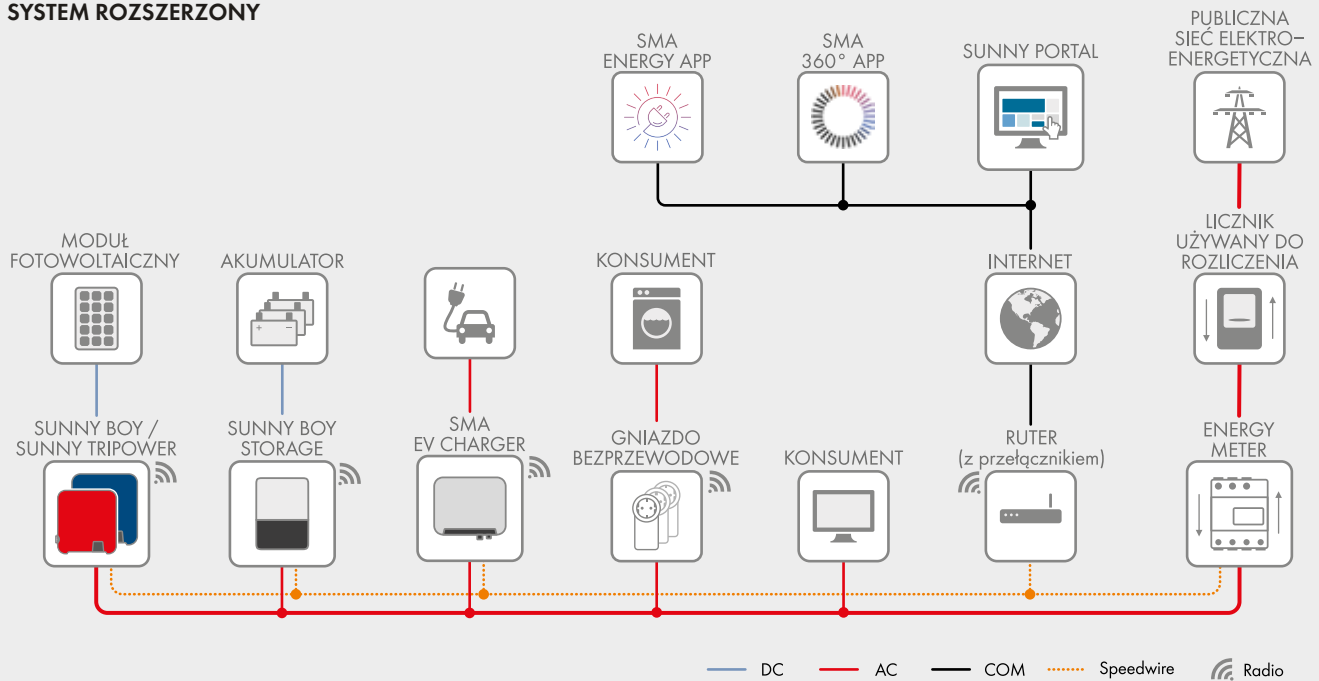 SYSTEM ROZSZERZONY
SMA
ENERGY APP
SMA
360° APP
SUNNY PORTAL
PUBLICZNA
SIEĆ ELEKTRO–
ENERGETYCZNA
MODUŁ
FOTOWOLTAICZNY
AKUMULATOR
KONSUMENT
INTERNET
LICZNIK
UŻYWANY DO
ROZLICZENIA
SUNNY BOY /
SUNNY TRIPOWER
SUNNY BOY
STORAGE
SMA
EV CHARGER
GNIAZDO
BEZPRZEWODOWE
KONSUMENT
RUTER
(z przełącznikiem)
ENERGY
METER
DC
AC
COM
Speedwire
Radio